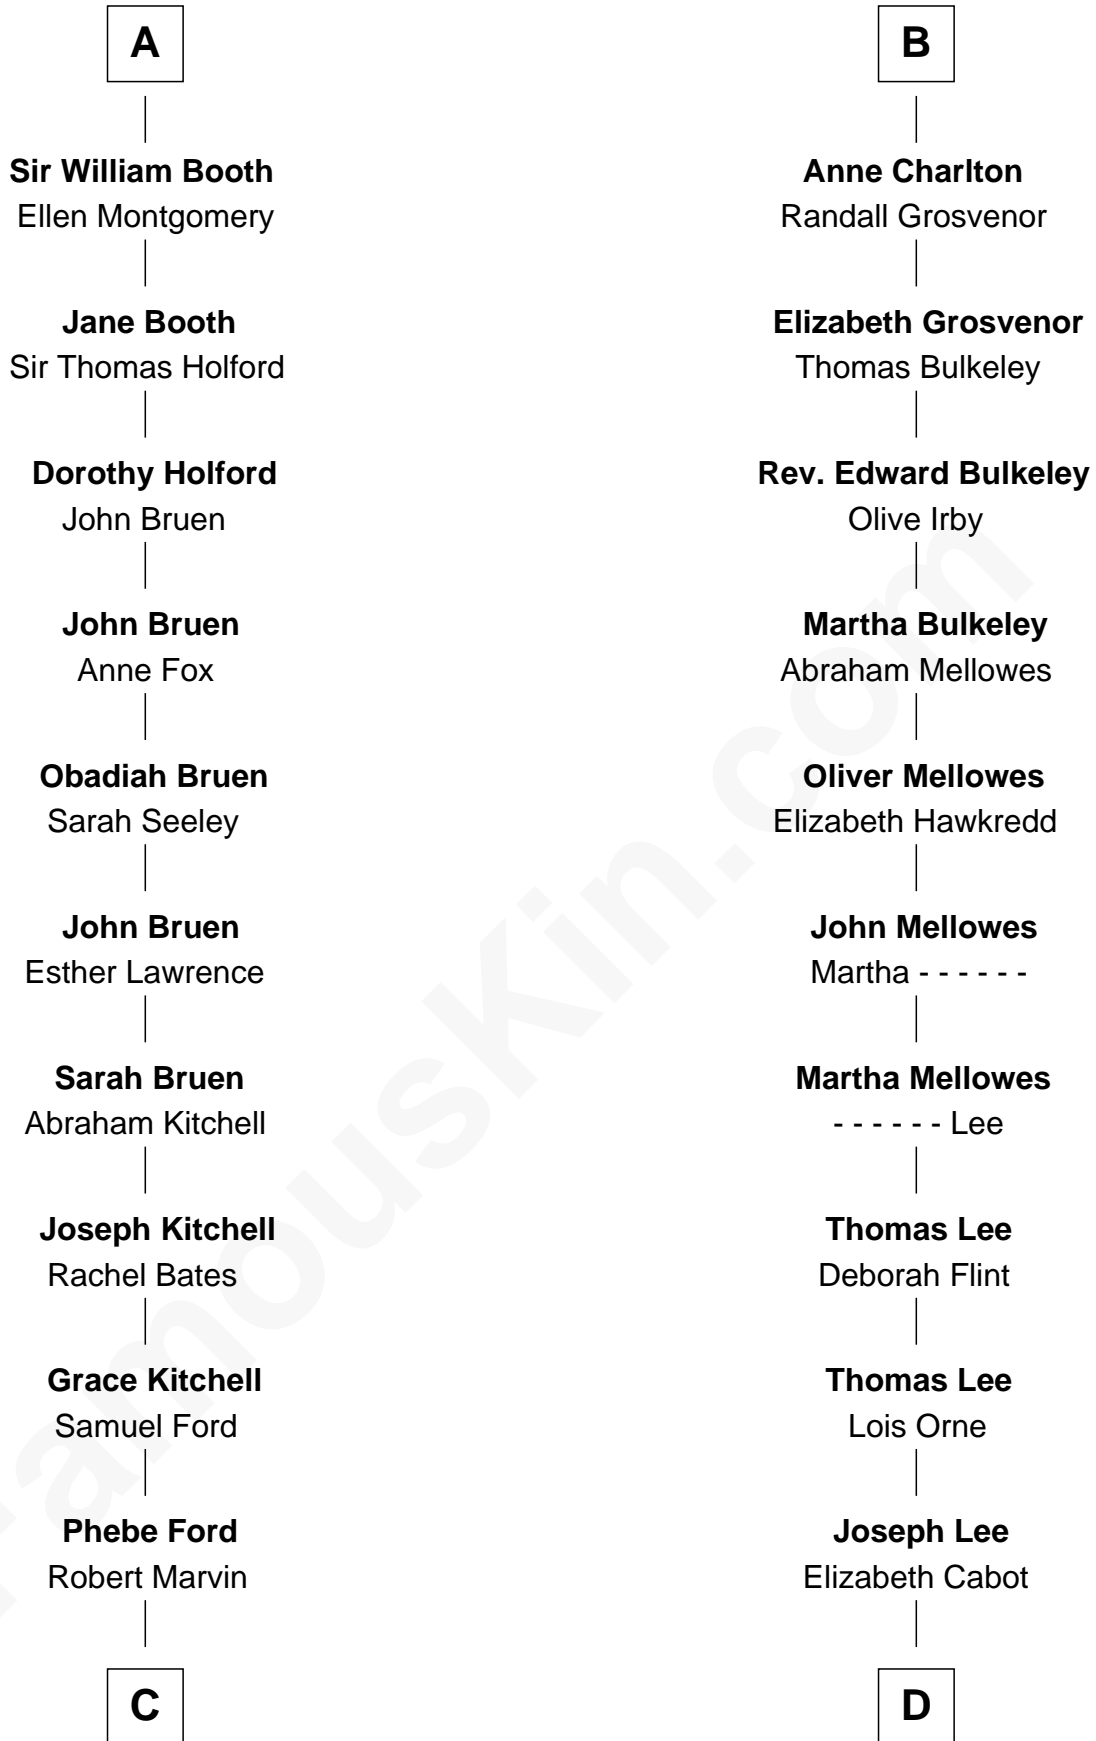 A
Sir William Booth
Ellen Montgomery
Jane Booth
Sir Thomas Holford
Dorothy Holford
John Bruen
John Bruen
Anne Fox
Obadiah Bruen
Sarah Seeley
John Bruen
Esther Lawrence
Sarah Bruen
Abraham Kitchell
Joseph Kitchell
Rachel Bates
Grace Kitchell
Samuel Ford
Phebe Ford
Robert Marvin
C
B
Anne Charlton
Randall Grosvenor
Elizabeth Grosvenor
Thomas Bulkeley
Rev. Edward Bulkeley
Olive Irby
Martha Bulkeley
Abraham Mellowes
Oliver Mellowes
Elizabeth Hawkredd
John Mellowes
Martha - - - - - -
Martha Mellowes
- - - - - - Lee
Thomas Lee
Deborah Flint
Thomas Lee
Lois Orne
Joseph Lee
Elizabeth Cabot
D
FamousKin.com